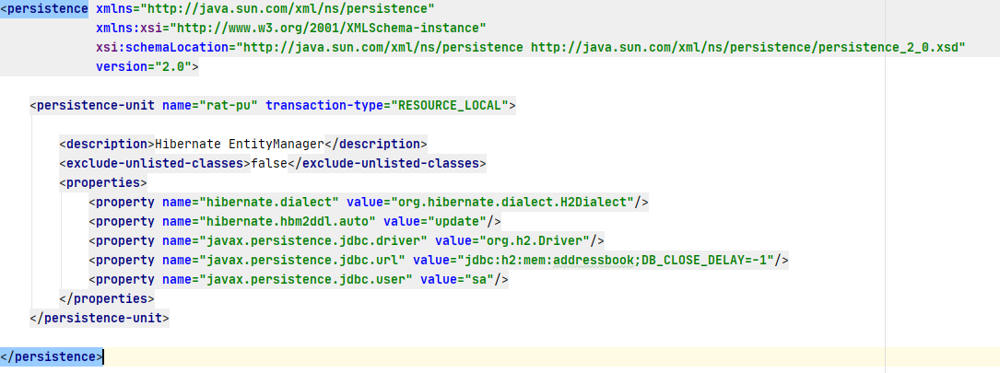 <persistence xmlns="http://java.sun.com/xml/ns/persistence"
             xmlns:xsi="http://www.w3.org/2001/XMLSchema-instance"
             xsi:schemaLocation="http://java.sun.com/xml/ns/persistence http://java.sun.com/xml/ns/persistence/persistence_2_0.xsd"
             version="2.0">
    <persistence-unit name="rat-pu" transaction-type="RESOURCE_LOCAL">
        <description>Hibernate EntityManager</description>
        <exclude-unlisted-classes>false</exclude-unlisted-classes>
        <properties>
            <property name="hibernate.dialect" value="org.hibernate.dialect.H2Dialect"/>
            <property name="hibernate.hbm2ddl.auto" value="update"/>
            <property name="javax.persistence.jdbc.driver" value="org.h2.Driver"/>
            <property name="javax.persistence.jdbc.url" value="jdbc:h2:mem:addressbook;DB_CLOSE_DELAY=-1"/>
            <property name="javax.persistence.jdbc.user" value="sa"/>
        </properties>
    </persistence-unit>
</persistence>